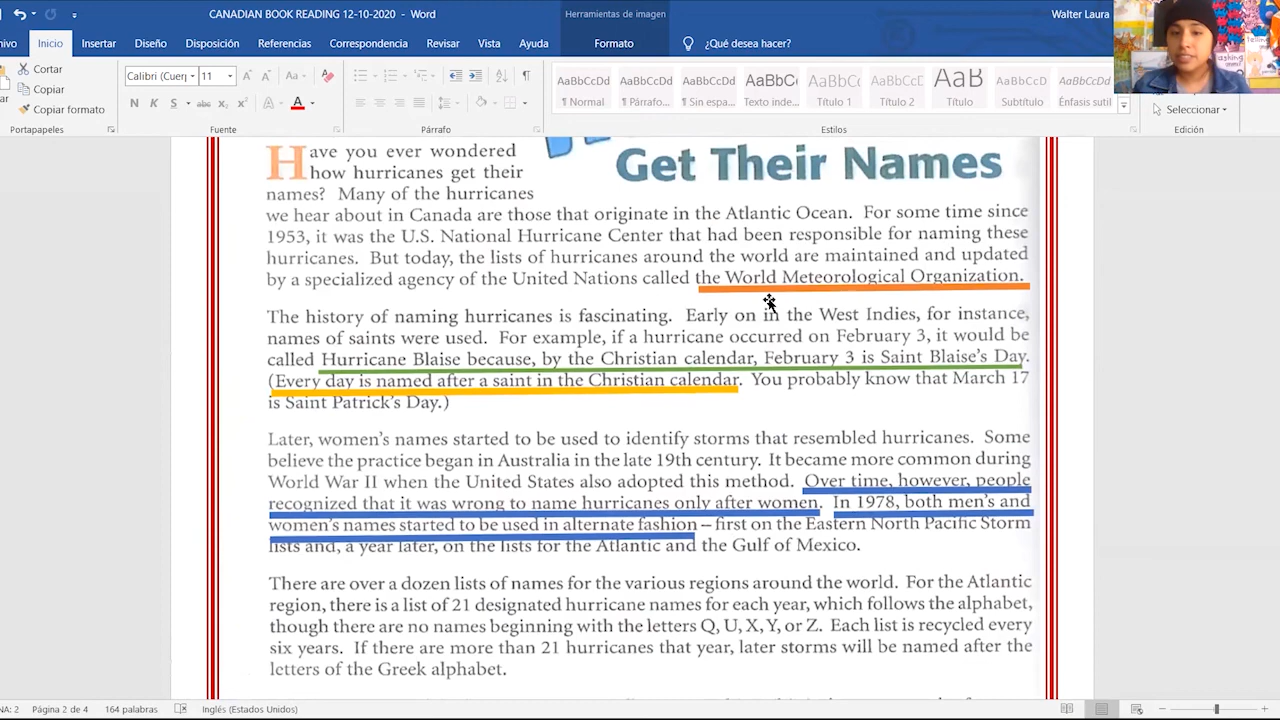 CANADIAN BOOK READING 12-10-2020 - Word
Herramientas de imagen
Walter Laura
Inicio Insertar Diseño Disposición Referencias Correspondencia Revisar Vista Ayuda Formato ¿Qué desea hacer?
Cortar
Copiar
Copiar formato
Portapapeles
Calibri (Cuerp 11
Fuente
Párrafo
AaBbCcDd AaBbCcDd AaBbCcDd AaBbC AaBbC AaBbCcD AaB AaBbCcD AaBbCcDd
¶ Normal ¶ Párrafo... ¶ Sin espa... Texto inde... Título 1 Título 2 Título Subtítulo Énfasis sutil
Estilos
Seleccionar
Edición
Get Their Names
Have you ever wondered
how hurricanes get their
names? Many of the hurricanes
we hear about in Canada are those that originate in the Atlantic Ocean. For some time since
1953, it was the U.S. National Hurricane Center that had been responsible for naming these
hurricanes. But today, the lists of hurricanes around the world are maintained and updated
by a specialized agency of the United Nations called the World Meteorological Organization.
The history of naming hurricanes is fascinating. Early on in the West Indies, for instance,
names of saints were used. For example, if a hurricane occurred on February 3, it would be
called Hurricane Blaise because, by the Christian calendar, February 3 is Saint Blaise's Day.
(Every day is named after a saint in the Christian calendar. You probably know that March 17
is Saint Patrick's Day.)
Later, women's names started to be used to identify storms that resembled hurricanes. Some
believe the practice began in Australia in the late 19th century. It became more common during
World War II when the United States also adopted this method. Over time, however, people
recognized that it was wrong to name hurricanes only after women. In 1978, both men's and
women's names started to be used in alternate fashion – first on the Eastern North Pacific Storm
lists and, a year later, on the lists for the Atlantic and the Gulf of Mexico.
There are over a dozen lists of names for the various regions around the world. For the Atlantic
region, there is a list of 21 designated hurricane names for each year, which follows the alphabet,
though there are no names beginning with the letters Q, U, X, Y, or Z. Each list is recycled every
six years. If there are more than 21 hurricanes that year, later storms will be named after the
letters of the Greek alphabet.
Página 2 de 4 164 palabras Inglés (Estados Unidos)